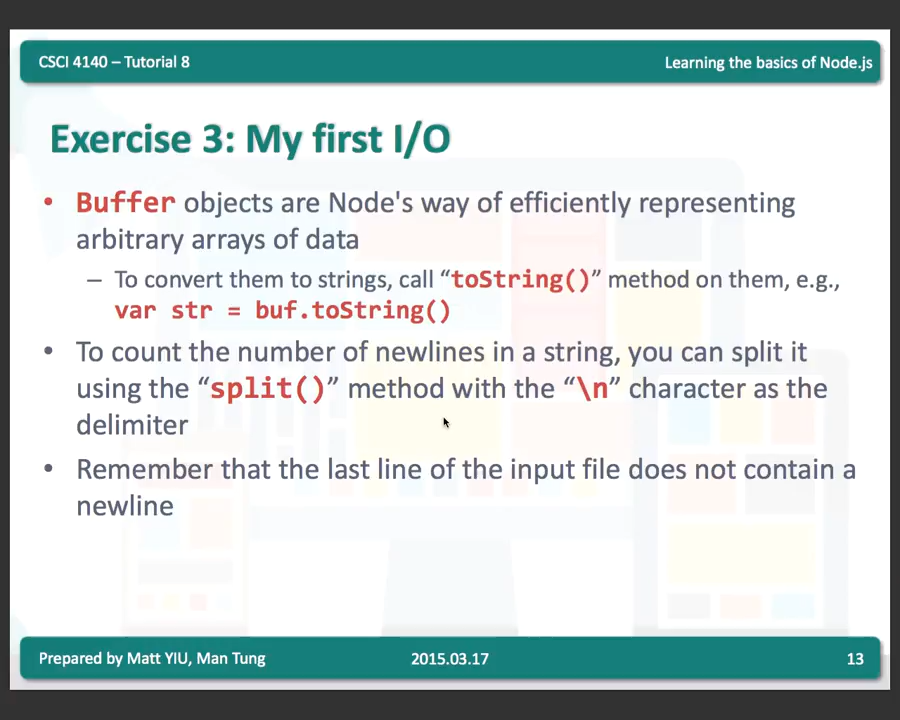 CSCI 4140 – Tutorial 8
Learning the basics of Node.js
Exercise 3: My first I/O
• Buffer objects are Node's way of efficiently representing
arbitrary arrays of data
– To convert them to strings, call “toString()” method on them, e.g.,
var str = buf.toString()
• To count the number of newlines in a string, you can split it
using the “split()” method with the “\n” character as the
delimiter
• Remember that the last line of the input file does not contain a
newline
Prepared by Matt YIU, Man Tung
2015.03.17
13